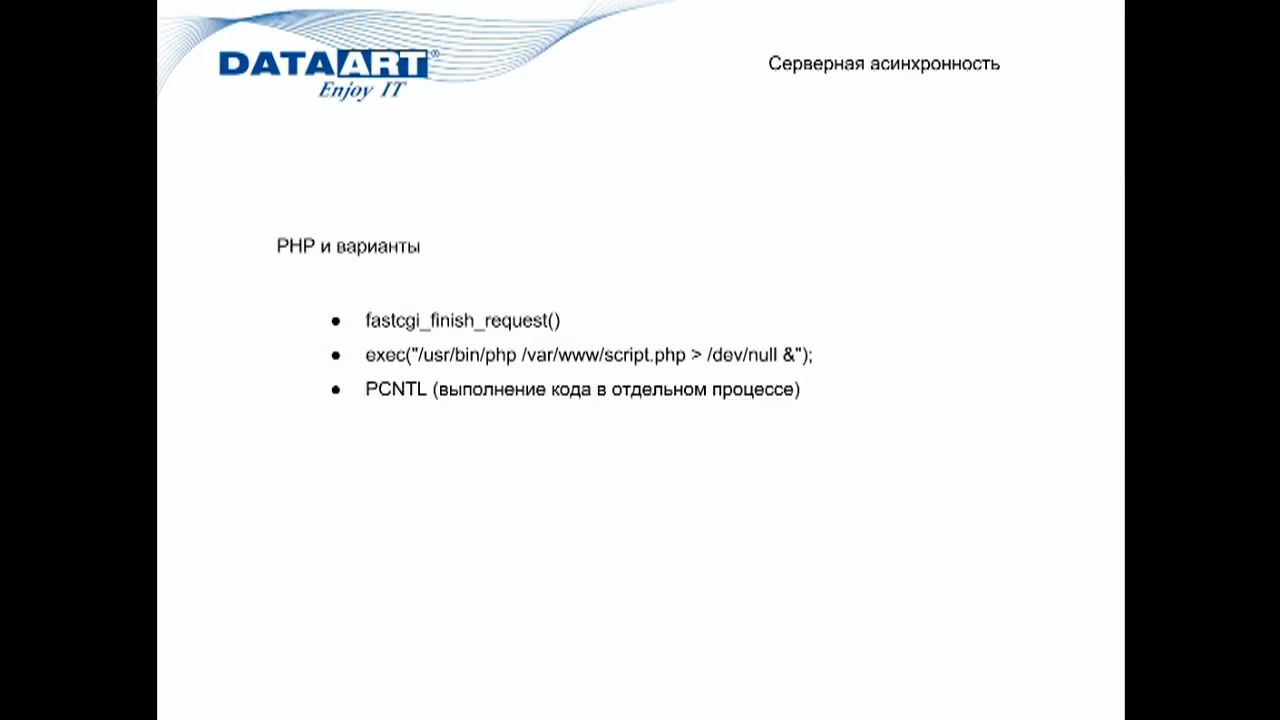 DATAART®
Enjoy IT
Серверная асинхронность
PHP и варианты
● fastcgi_finish_request()
● exec("/usr/bin/php /var/www/script.php > /dev/null &");
● PCNTL (выполнение кода в отдельном процессе)